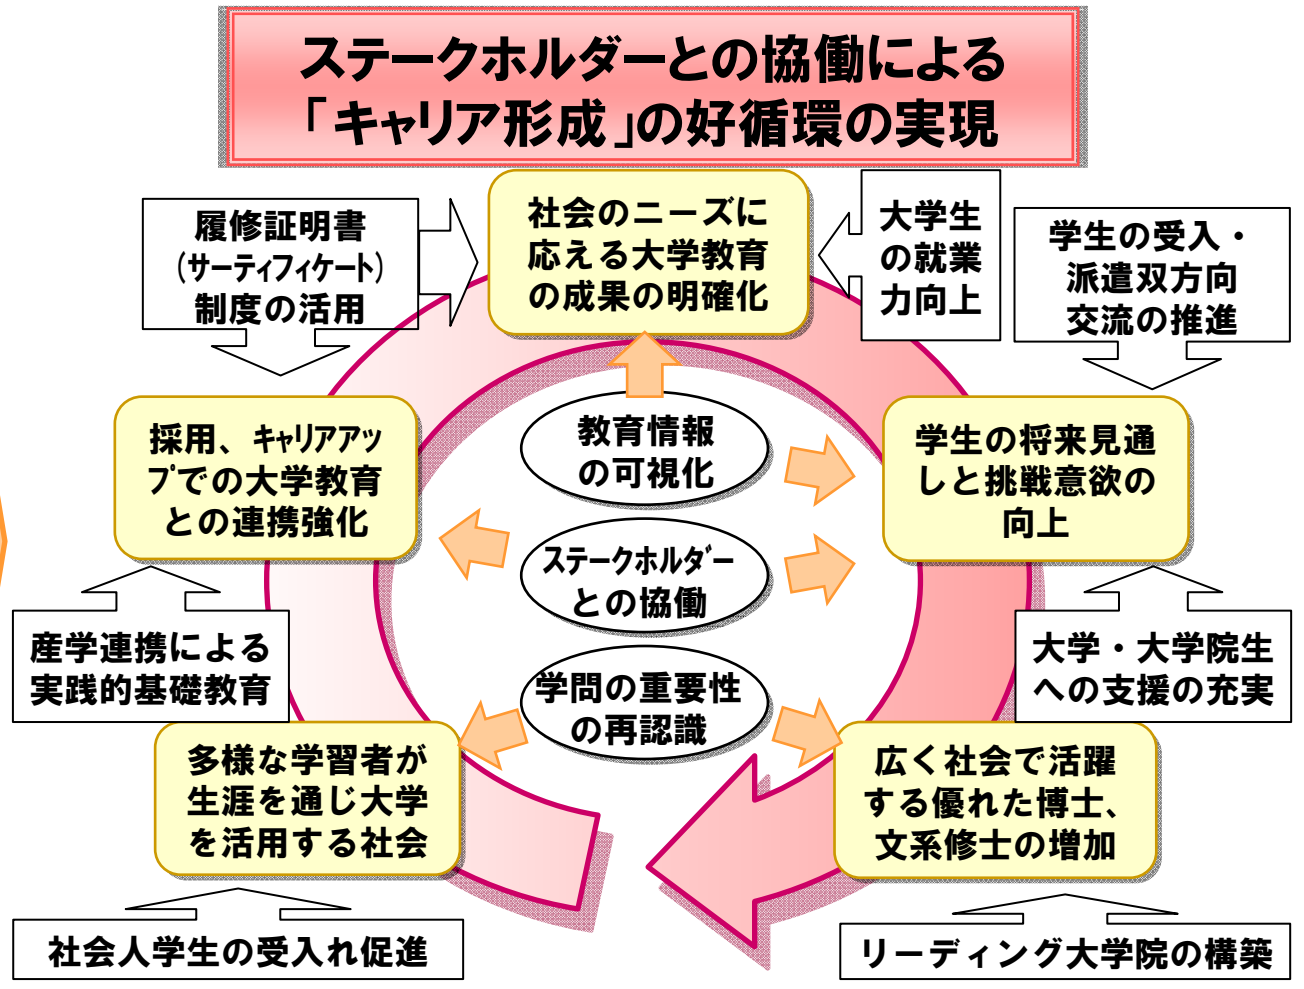 ステークホルダーとの協働による
「キャリア形成」の好循環の実現
履修証明書
(サーティフィケート)
制度の活用
社会のニーズに
応える大学教育
の成果の明確化
大学生
の就業
力向上
学生の受入・
派遣双方向
交流の推進
採用、キャリアアッ
プでの大学教育
との連携強化
教育情報
の可視化
学生の将来見通
しと挑戦意欲の
向上
ステークホルダー
との協働
産学連携による
実践的基礎教育
学問の重要性
の再認識
大学・大学院生
への支援の充実
多様な学習者が
生涯を通じ大学
を活用する社会
広く社会で活躍
する優れた博士、
文系修士の増加
社会人学生の受入れ促進
リーディング大学院の構築